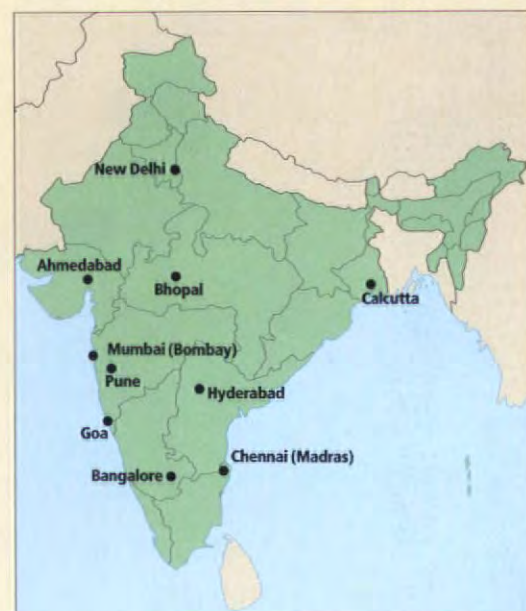 New Delhi
Ahmedabad
Bhopal
Calcutta
Mumbai (Bombay)
Pune
Hyderabad
Goa
Chennai (Madras)
Bangalore